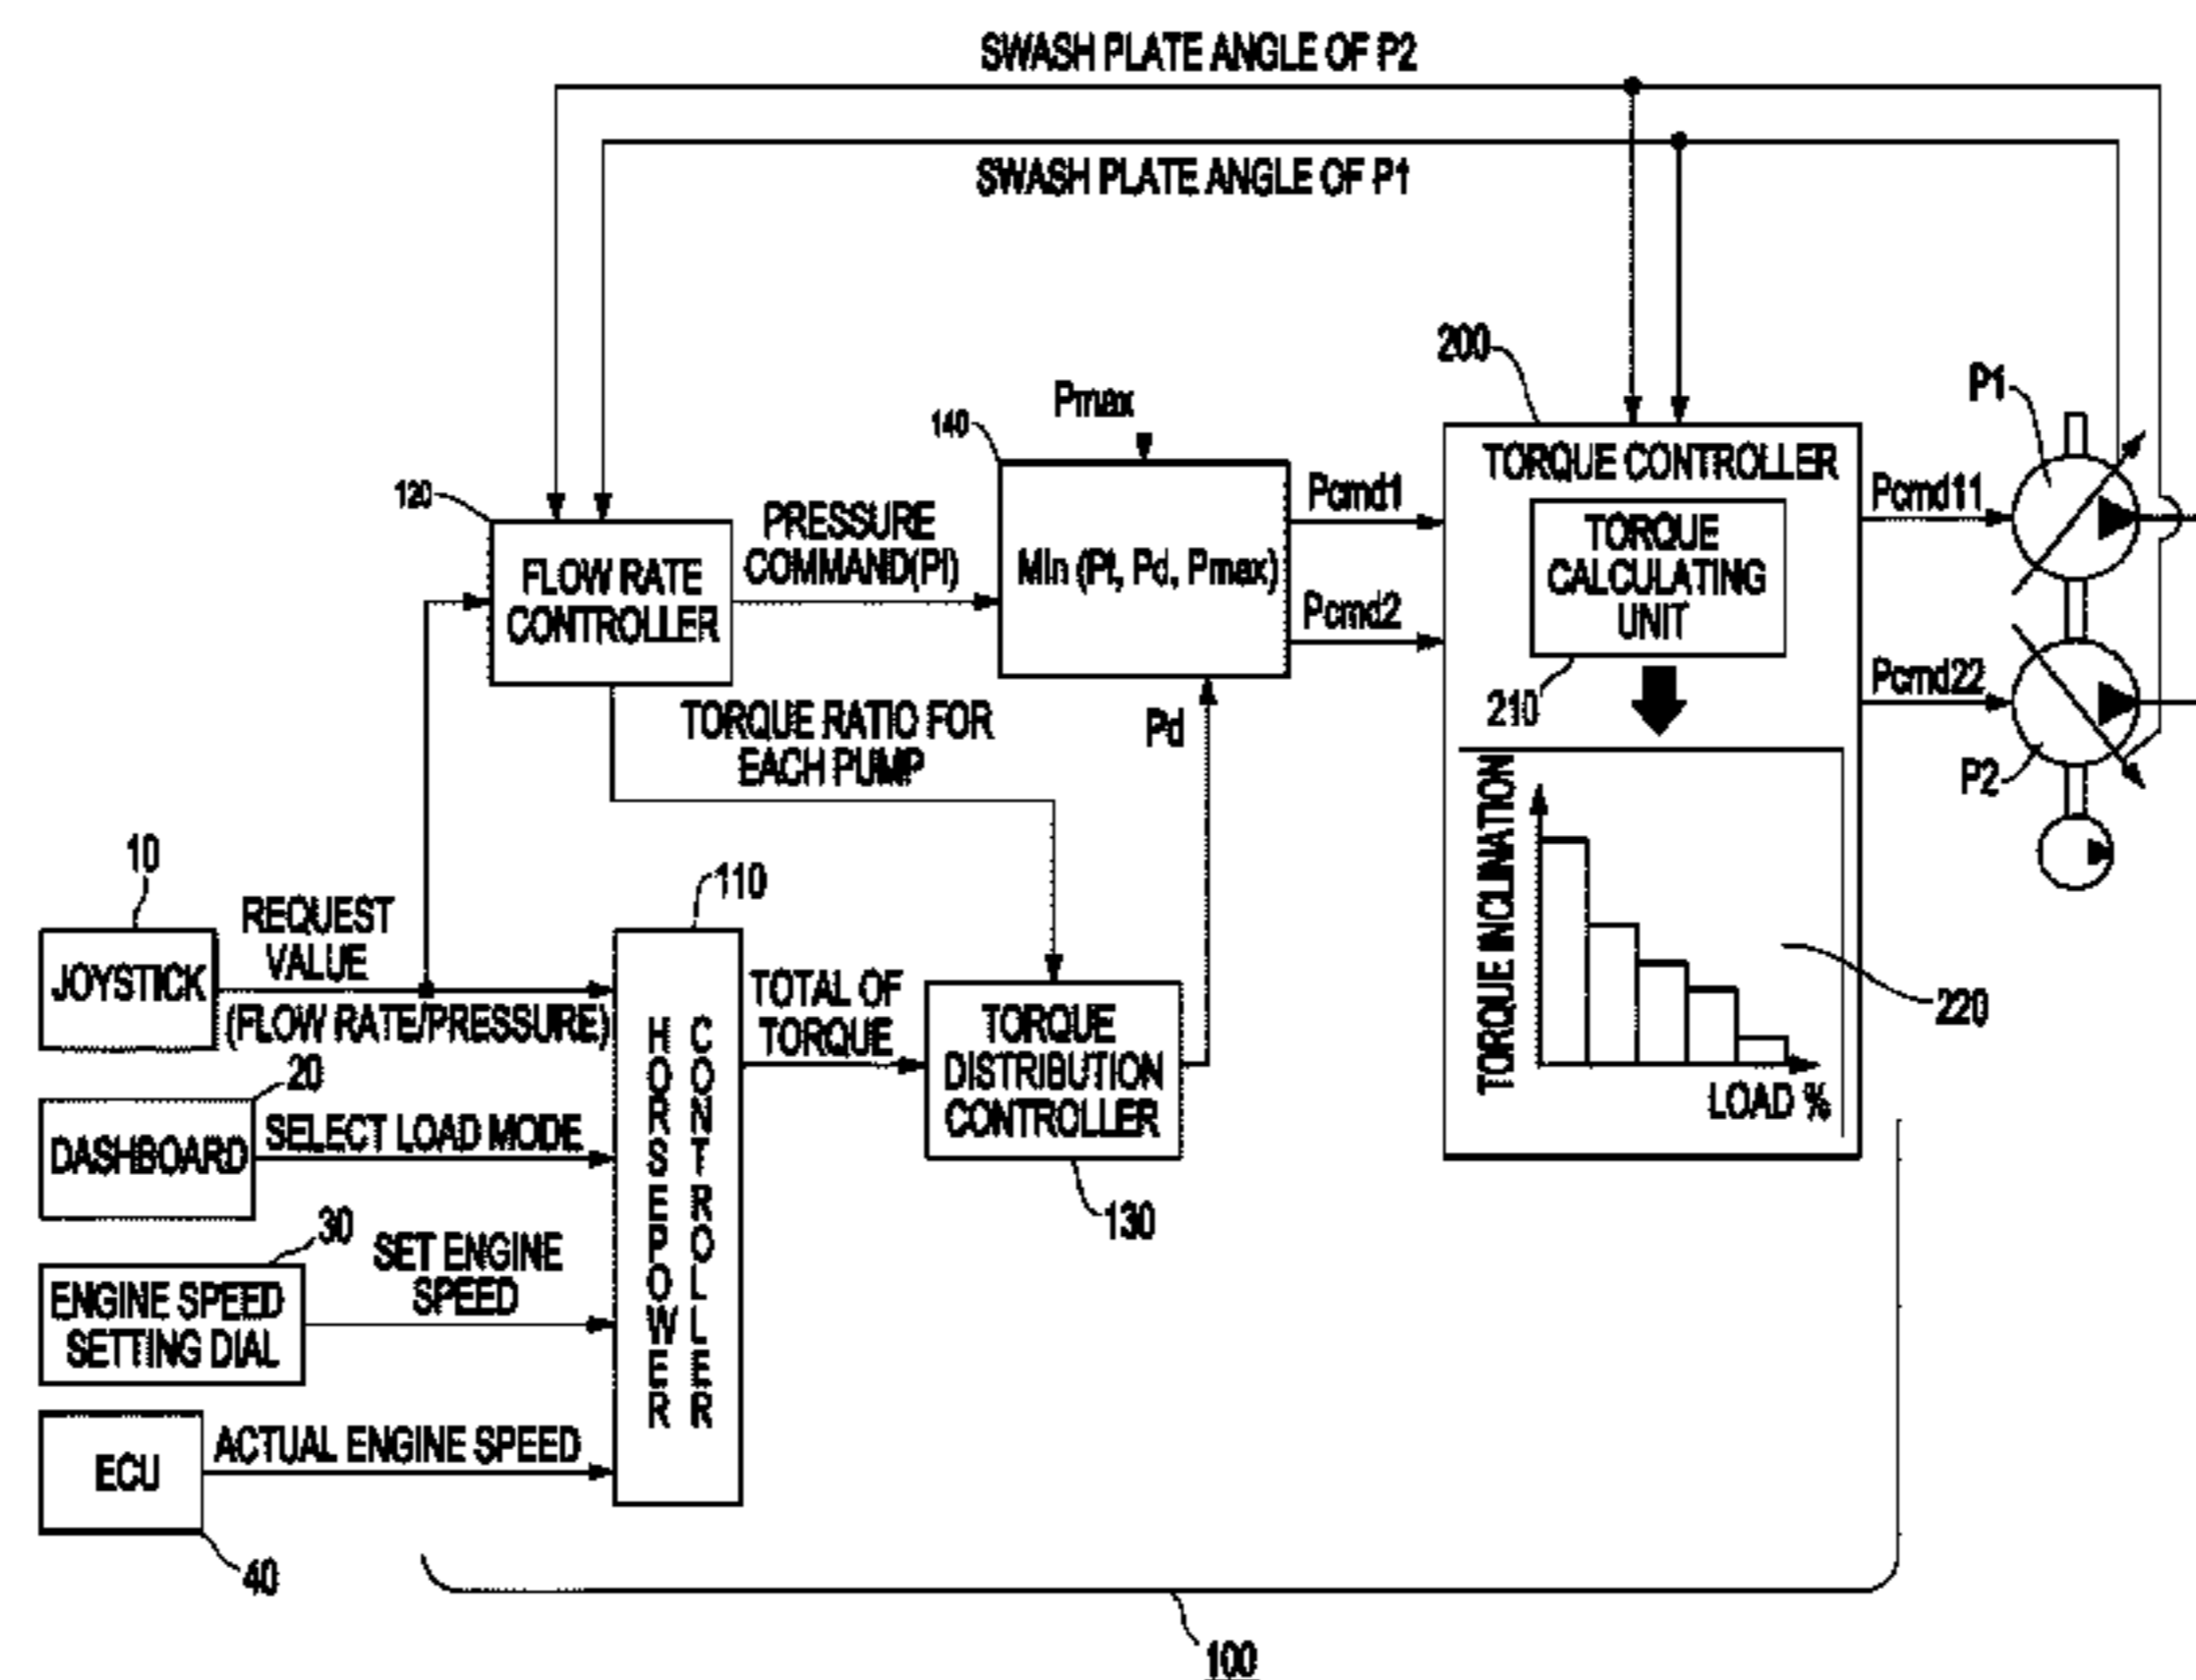 SWASH PLATE ANGLE OF P2
SWASH PLATE ANGLE OF P1
200
P1
Pmax
140
120
TORQUE CONTROLLER
Pcmd1
Pcmd11
PRESSURE
COMMAND(Pi)
TORQUE
CALCULATING
UNIT
FLOW RATE
CONTROLLER
Min (Pi, Pd, Pmax)
Pcmd2
Pcmd22
210
TORQUE RATIO FOR
EACH PUMP
Pd
P2
TORQUE INCLINATION
10
110
REQUEST
VALUE
JOYSTICK
(FLOW RATE/PRESSURE)
TOTAL OF
TORQUE
TORQUE
DISTRIBUTION
CONTROLLER
220
LOAD %
20
HORSEPOWER
CONTROLLER
DASHBOARD
SELECT LOAD MODE
130
30
SET ENGINE
SPEED
ENGINE SPEED
SETTING DIAL
ACTUAL ENGINE SPEED
ECU
40
100